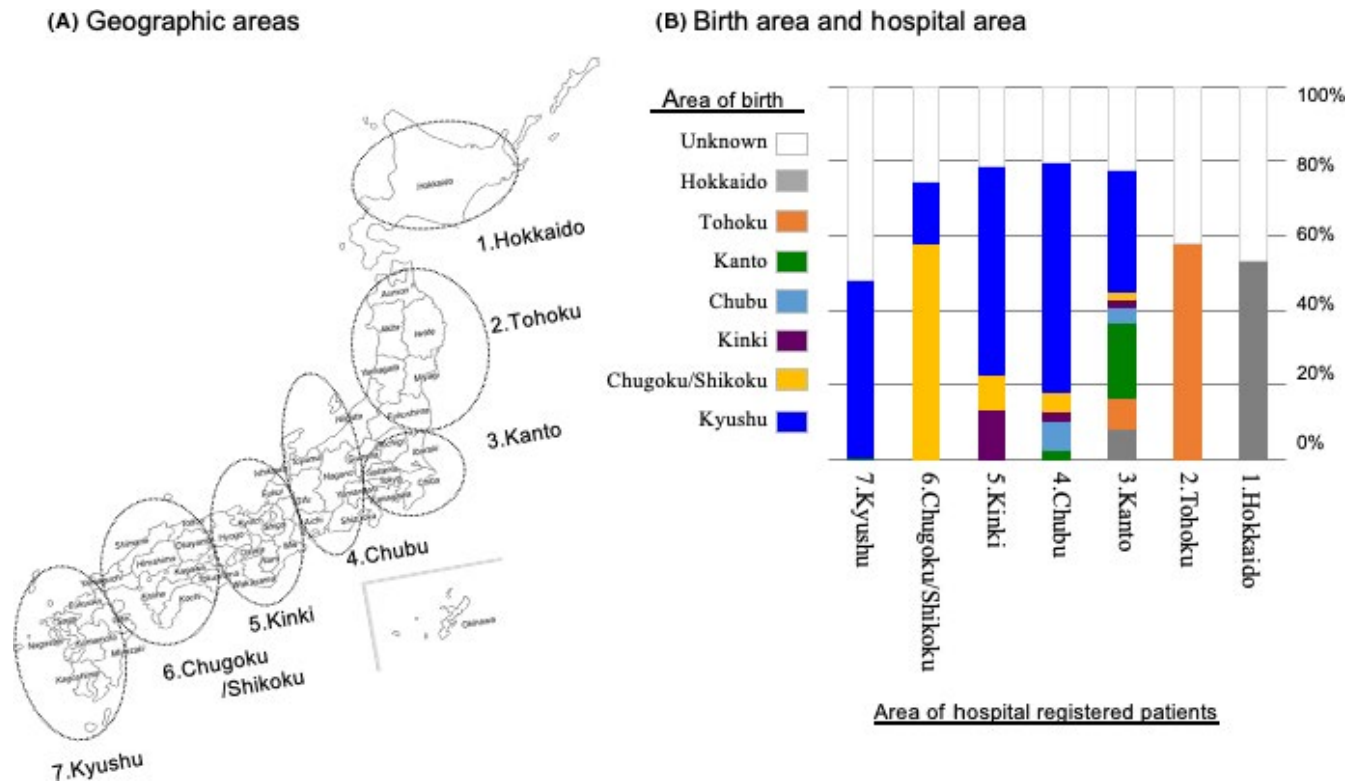 (A) Geographic areas
Hokkaido
1.Hokkaido
Aomori
Akita
Iwate
2.Tohoku
Yamagata
Miyagi
Fukushima
Niigata
3.Kanto
Tochigi
Ibaraki
Ishikawa
Toyama
Nagano
Saitama
Tokyo
Chiba
Fukui
Gifu
Yamanashi
Kanagawa
Aichi
Shizuoka
4.Chubu
Kyoto
Shiga
Hyogo
Osaka
Mie
Nara
Wakayama
5.Kinki
Tottori
Shimane
Okayama
Hiroshima
Kagawa
Yamaguchi
Tokushima
Ehime
Kochi
6.Chugoku
/Shikoku
Fukuoka
Saga
Oita
Nagasaki
Kumamoto
Miyazaki
Kagoshima
Okinawa
7.Kyushu
(B) Birth area and hospital area
Area of birth
Unknown
Hokkaido
Tohoku
Kanto
Chubu
Kinki
Chugoku/Shikoku
Kyushu
100%
80%
60%
40%
20%
0%
7.Kyushu
6.Chugoku/Shikoku
5.Kinki
4.Chubu
3.Kanto
2.Tohoku
1.Hokkaido
Area of hospital registered patients